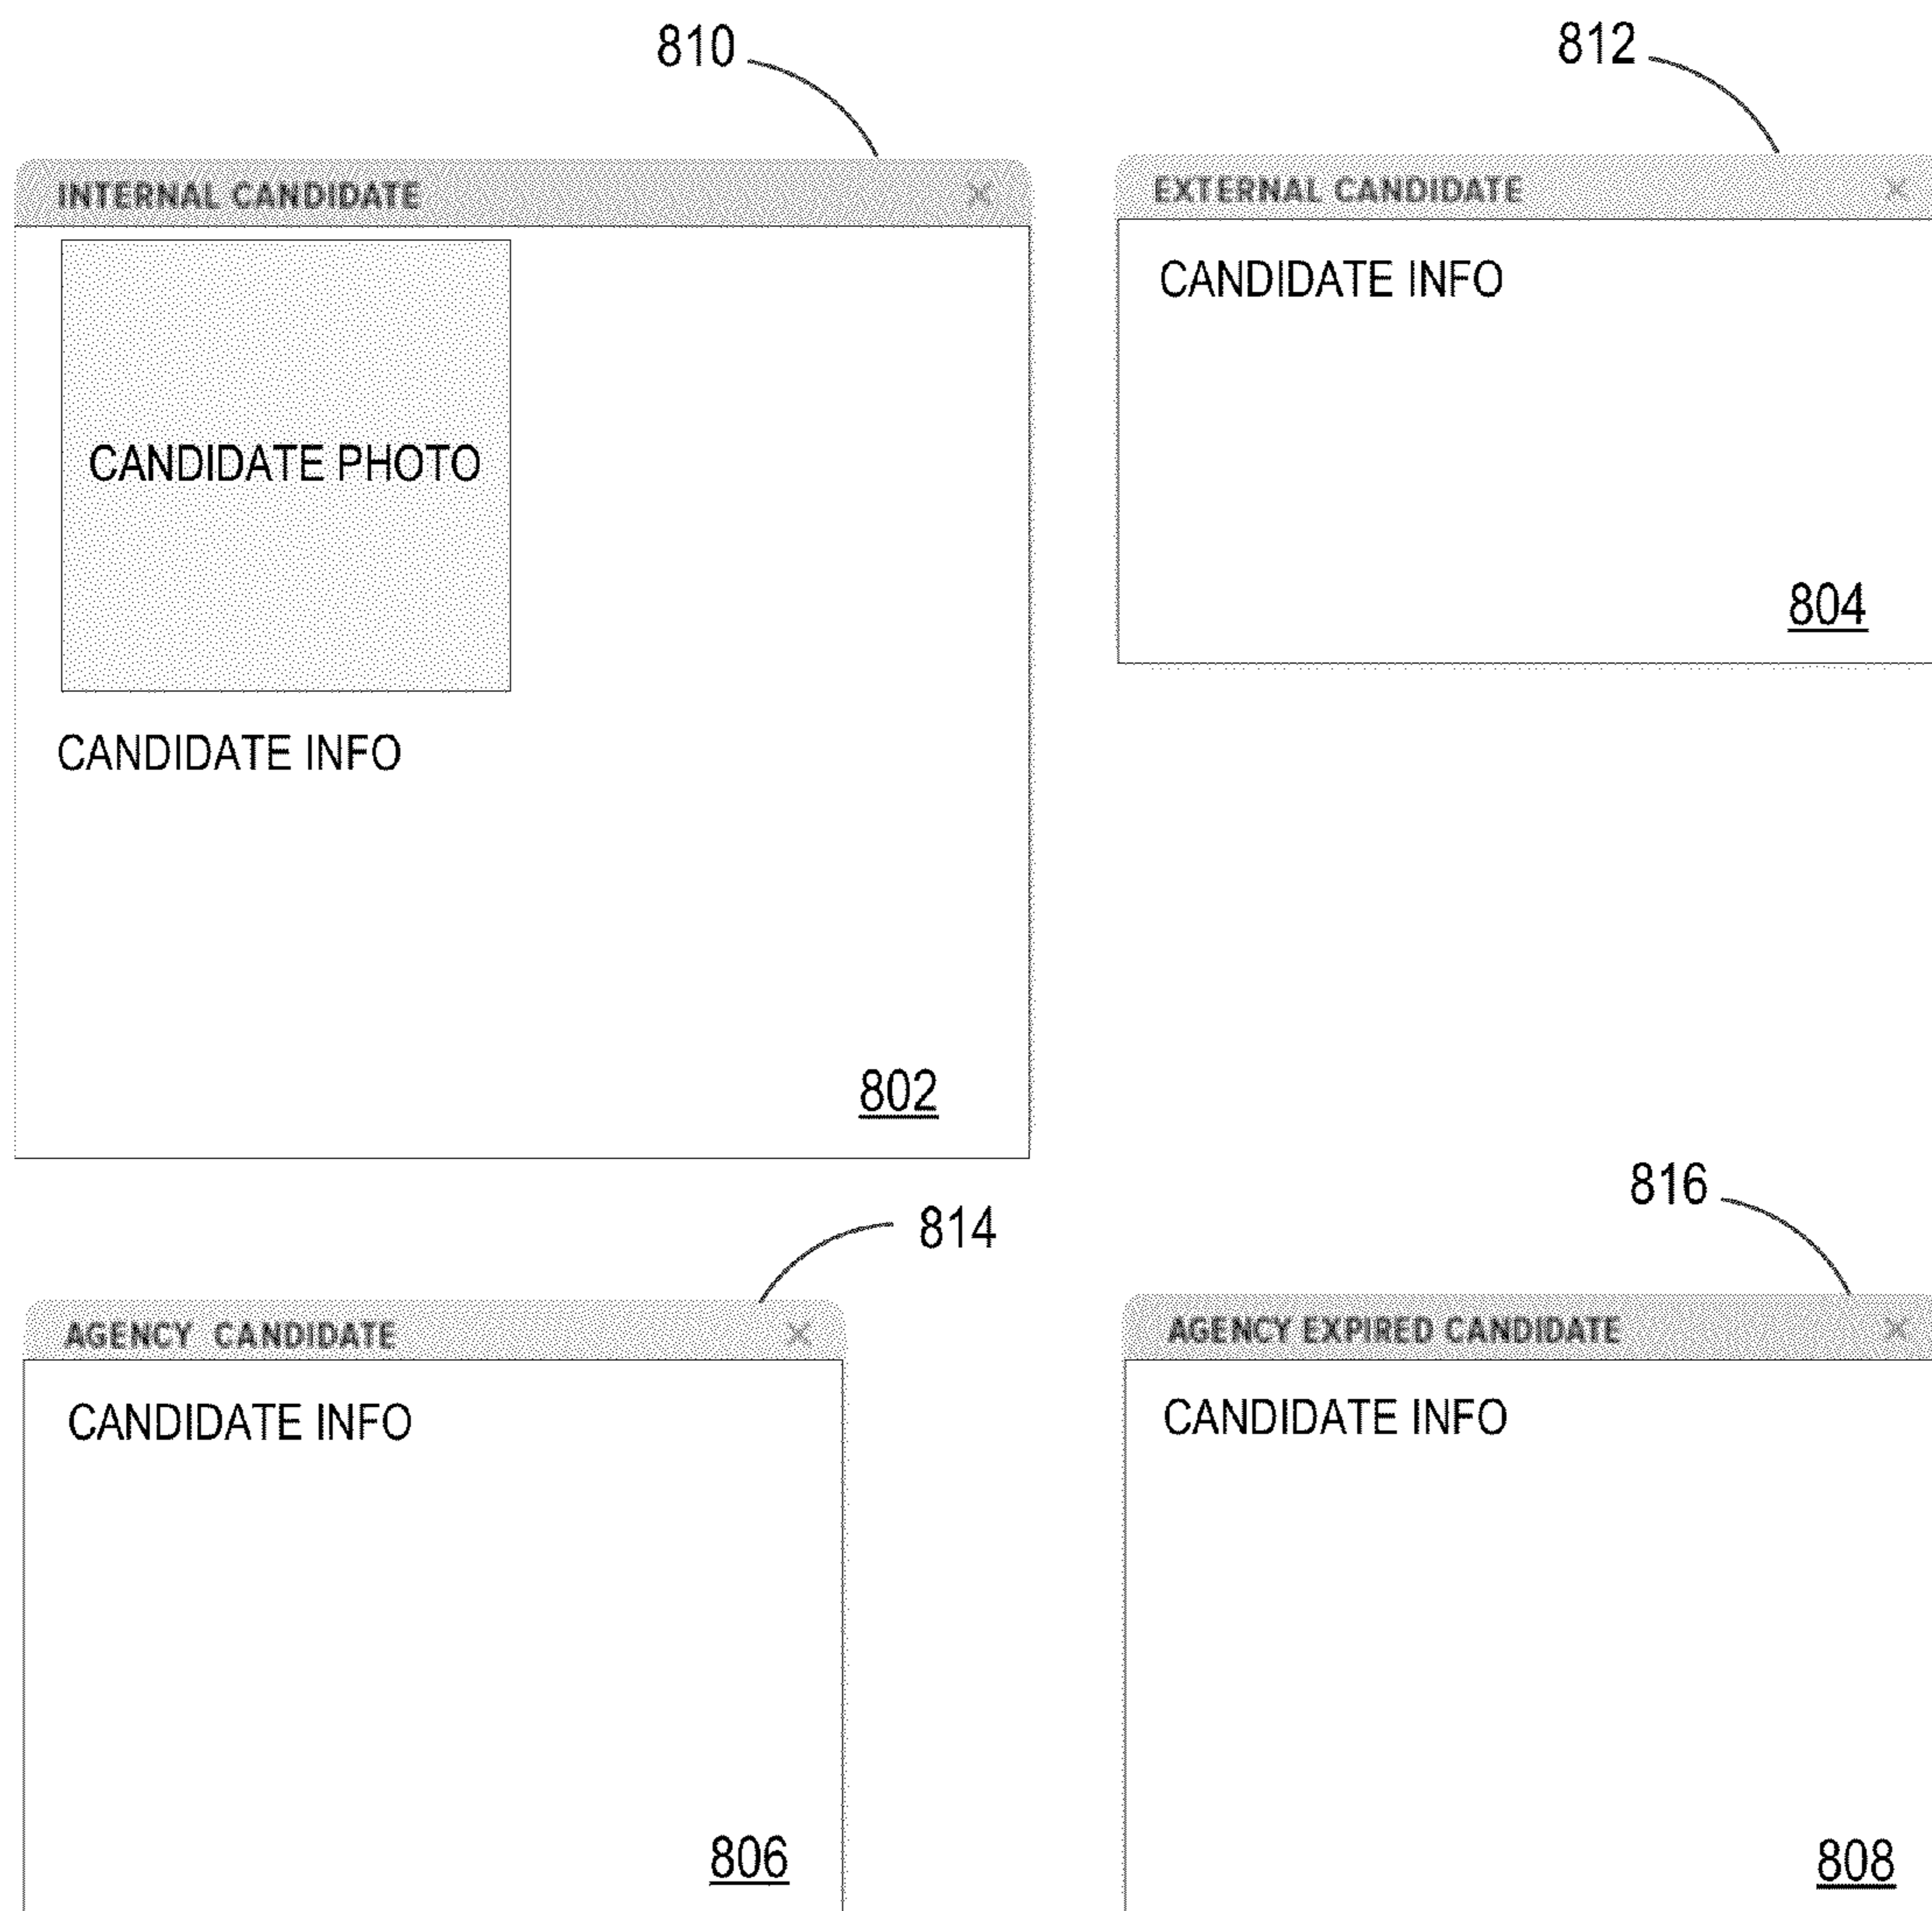 810
812
INTERNAL CANDIDATE ×
EXTERNAL CANDIDATE ×
CANDIDATE INFO
CANDIDATE PHOTO
804
CANDIDATE INFO
802
816
814
AGENCY CANDIDATE ×
AGENCY EXPIRED CANDIDATE ×
CANDIDATE INFO
CANDIDATE INFO
806
808